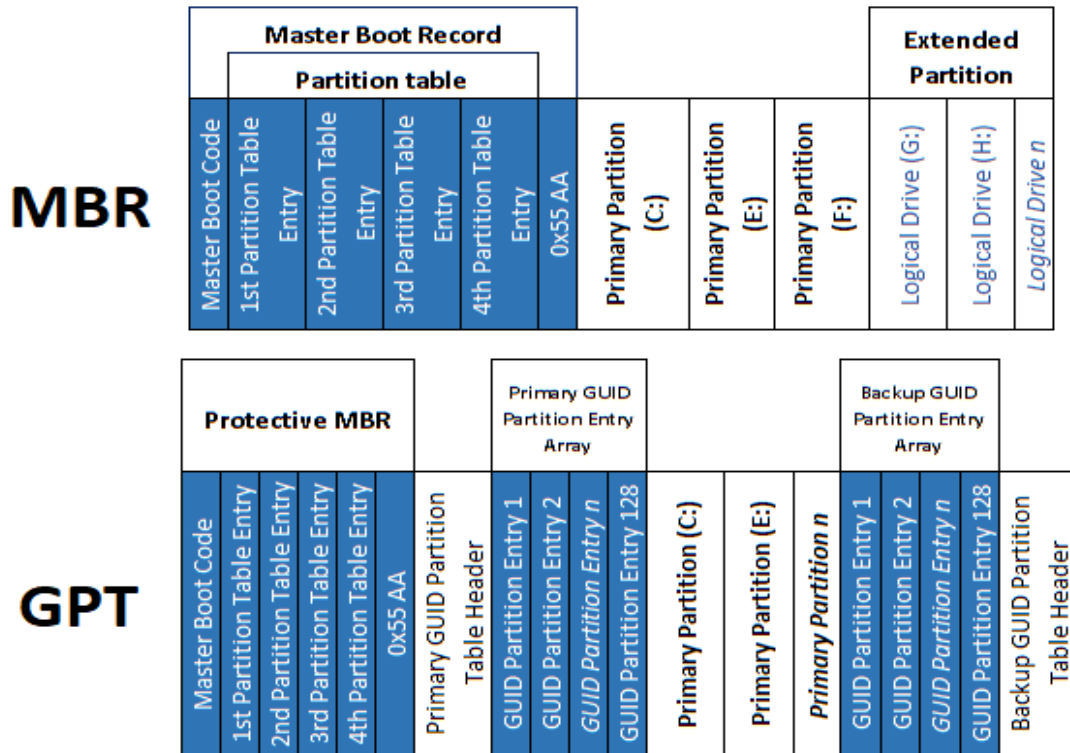 Master Boot Record
Partition table
Extended
Partition
MBR
Master Boot Code
1st Partition Table
Entry
2nd Partition Table
Entry
3rd Partition Table
Entry
4th Partition Table
Entry
0x55 AA
Primary Partition
(C:)
Primary Partition
(E:)
Primary Partition
(F:)
Logical Drive (G:)
Logical Drive (H:)
Logical Drive n
Protective MBR
Primary GUID
Partition Entry
Array
Backup GUID
Partition Entry
Array
GPT
Master Boot Code
1st Partition Table Entry
2nd Partition Table Entry
3rd Partition Table Entry
4th Partition Table Entry
0x55 AA
Primary GUID Partition
Table Header
GUID Partition Entry 1
GUID Partition Entry 2
GUID Partition Entry n
GUID Partition Entry 128
Primary Partition (C:)
Primary Partition (E:)
Primary Partition n
GUID Partition Entry 1
GUID Partition Entry 2
GUID Partition Entry n
GUID Partition Entry 128
Backup GUID Partition
Table Header